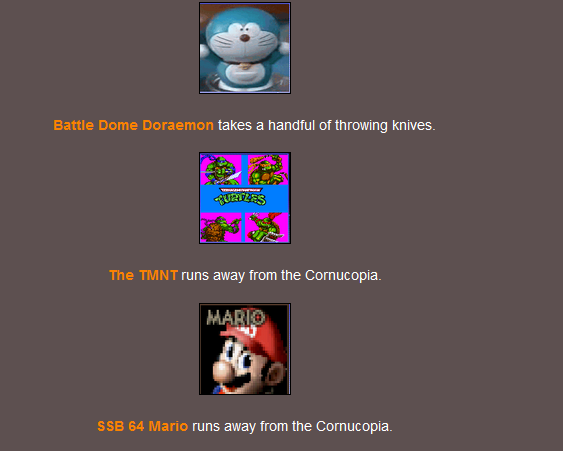 Battle Dome Doraemon takes a handful of throwing knives.
TURTLES
The TMNT runs away from the Cornucopia.
MARIO
SSB 64 Mario runs away from the Cornucopia.